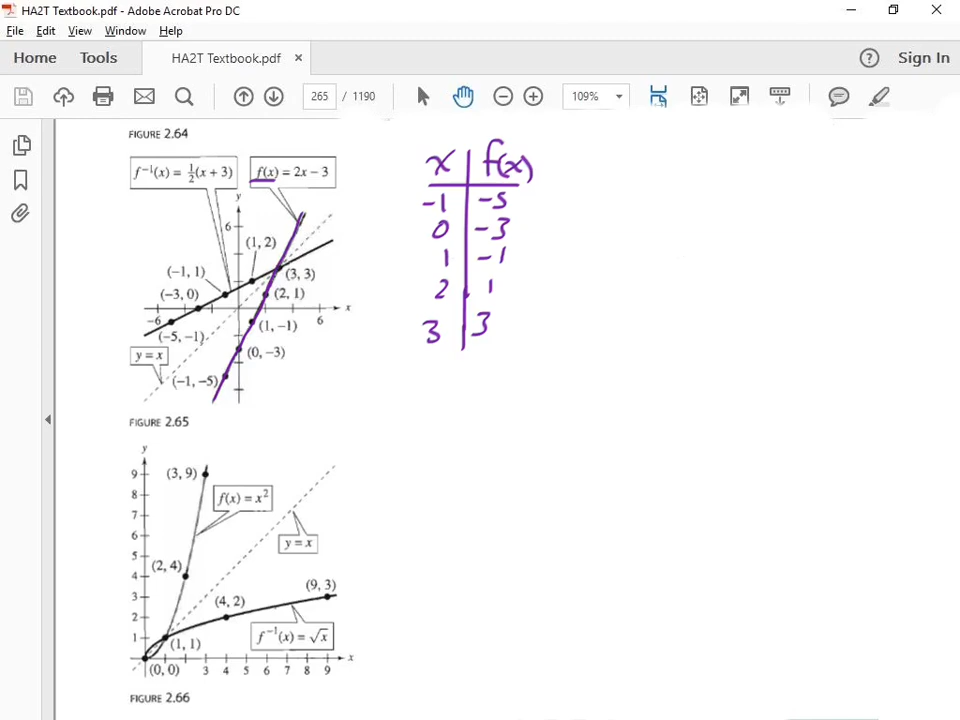 HA2T Textbook.pdf - Adobe Acrobat Pro DC
File Edit View Window Help
Home Tools HA2T Textbook.pdf × ? Sign In
265 / 1190 109%
FIGURE 2.64
f⁻¹(x) = ½(x + 3) f(x) = 2x − 3
y
6
(1, 2)
(−1, 1) (3, 3)
(−3, 0) (2, 1)
x
−6 6
(−5, −1) (1, −1)
y = x (0, −3)
(−1, −5)
FIGURE 2.65
x | f(x)
-1 | -5
0 | -3
1 | -1
2 | 1
3 | 3
y
9 (3, 9)
8 f(x) = x²
7
6
y = x
5 (2, 4)
4
(9, 3)
3 (4, 2)
2
1 (1, 1) f⁻¹(x) = √x
x
(0, 0) 3 4 5 6 7 8 9
FIGURE 2.66